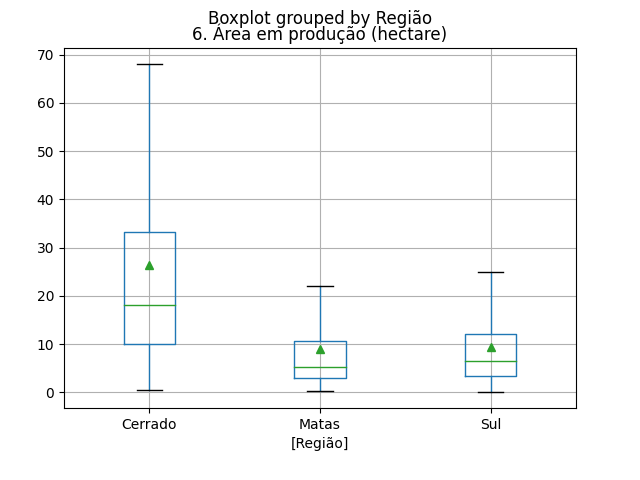 Boxplot grouped by Região
6. Área em produção (hectare)
70
60
50
40
30
20
10
0
Cerrado Matas Sul
[Região]